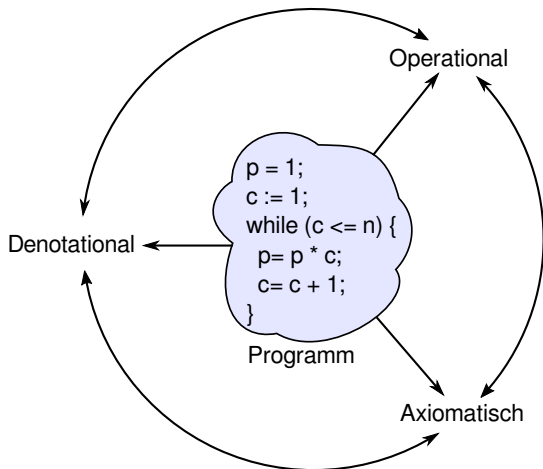 Operational
p = 1;
c := 1;
while (c <= n) {
p= p * c;
c= c + 1;
}
Denotational
Programm
Axiomatisch